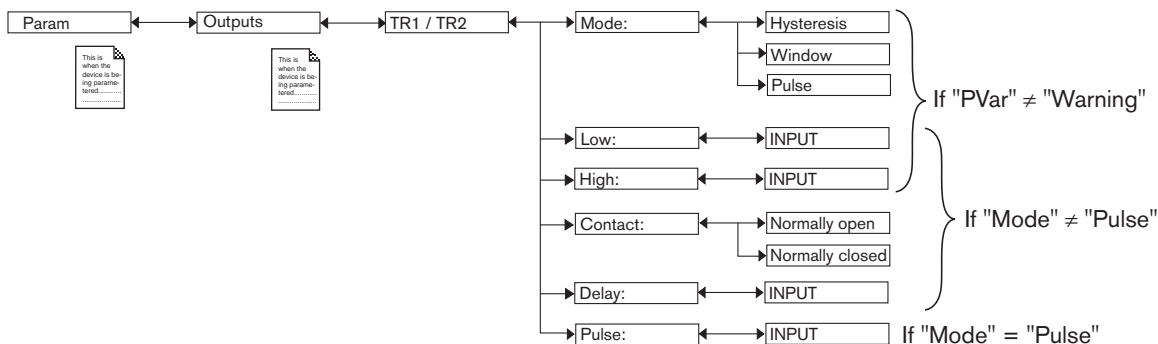 Param
Outputs
TR1 / TR2
Mode:
Hysteresis
Window
Pulse
This is
when the
device is be-
ing parame-
tered...........
...................
This is
when the
device is be-
ing parame-
tered...........
...................
If "PVar" ≠ "Warning"
Low:
INPUT
High:
INPUT
Contact:
Normally open
Normally closed
If "Mode" ≠ "Pulse"
Delay:
INPUT
Pulse:
INPUT
If "Mode" = "Pulse"